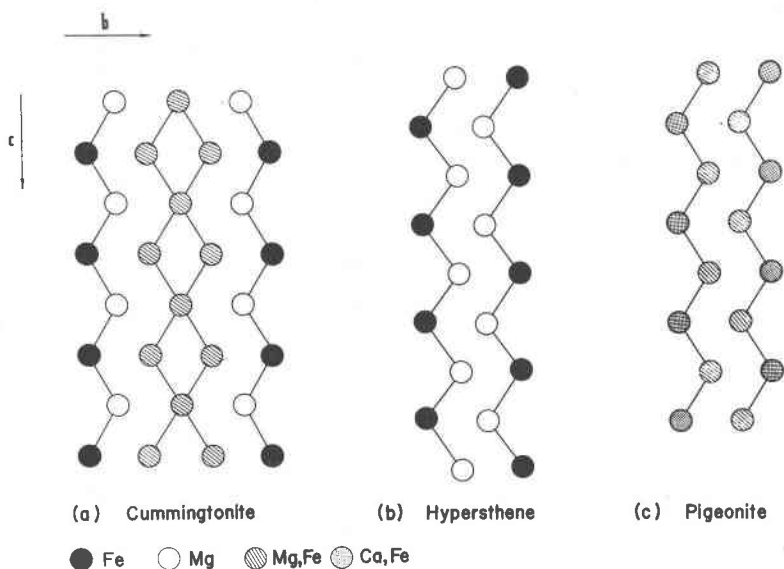 b
c
(a) Cummingtonite
(b) Hypersthene
(c) Pigeonite
Fe
Mg
Mg,Fe
Ca,Fe